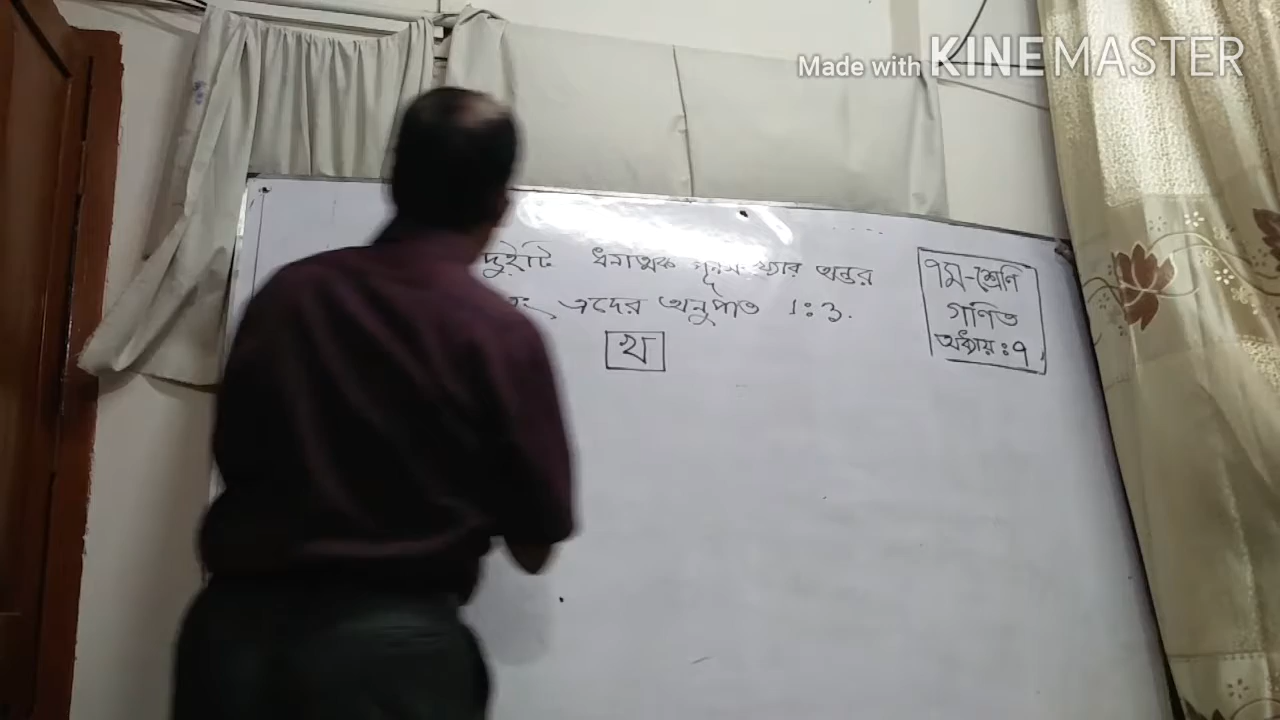 Made with KINEMASTER
দুইটি ধনাত্মক পূর্ণসংখ্যার অন্তর
এদের অনুপাত ১ঃ৩.
খ
৭ম-শ্রেণি
গণিত
অধ্যায়ঃ৭